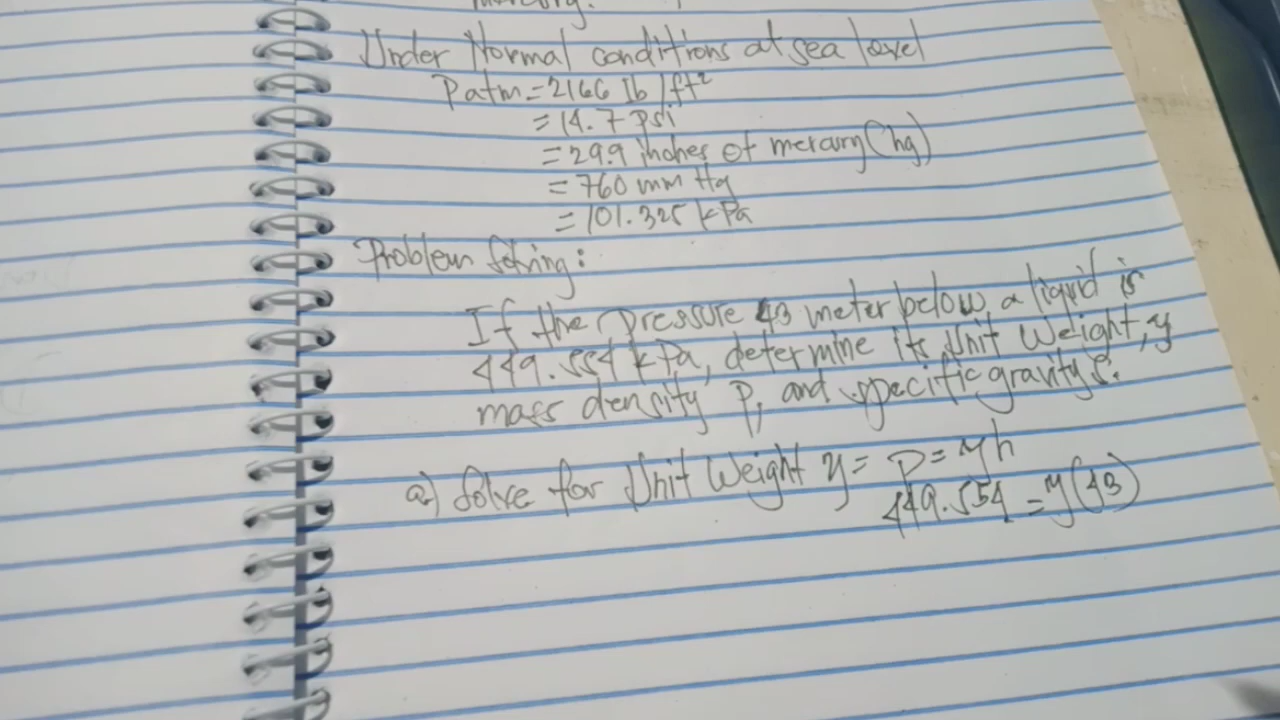 Under Normal conditions at sea level
Patm = 2166 lb/ft²
= 14.7 psi
= 29.9 inches of mercury (hg)
= 760 mm Hg
= 101.325 kPa
Problem Solving:
If the pressure 43 meter below a liquid is
449.554 kPa, determine its Unit Weight, γ
mass density ρ, and specific gravity S.
a) Solve for Unit Weight γ = P = γh
449.554 = γ(43)